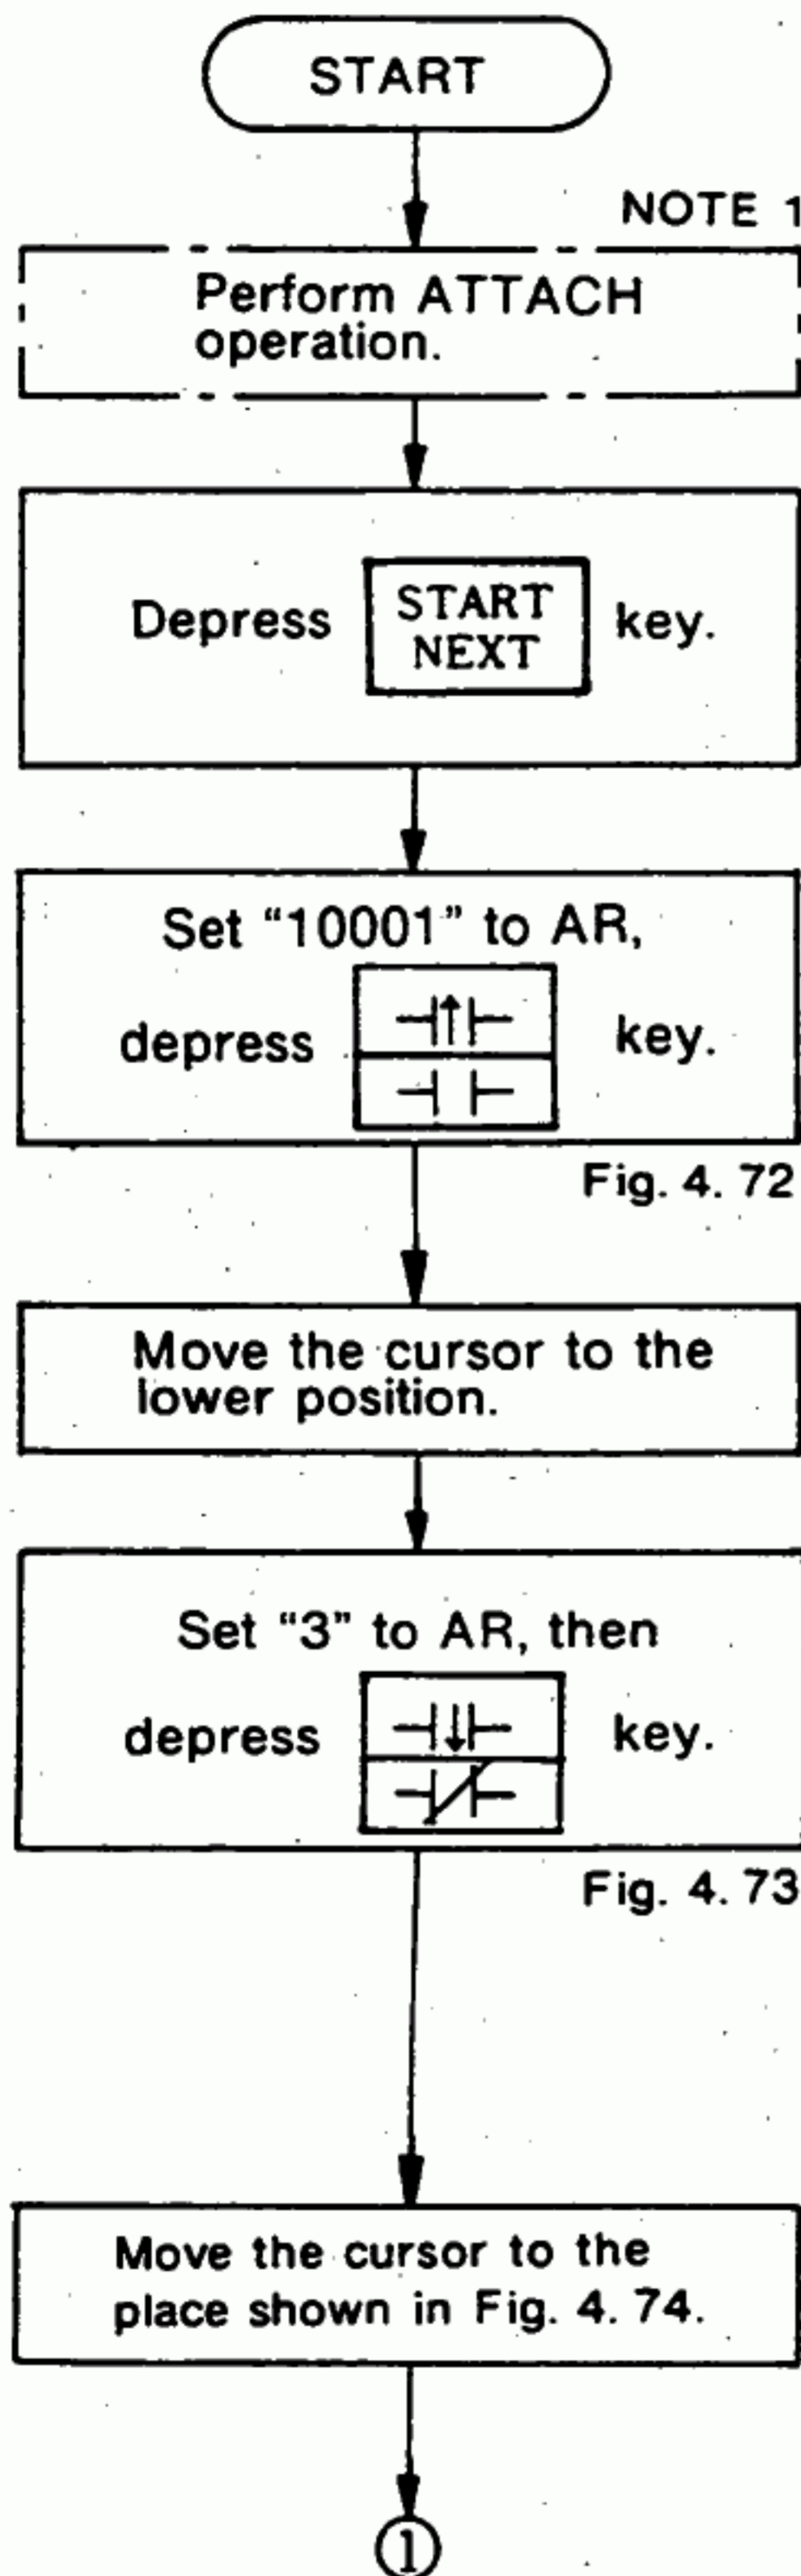 START
NOTE 1
Perform ATTACH
operation.
Depress START NEXT key.
Set “10001” to AR,
depress key.
Fig. 4. 72
Move the cursor to the
lower position.
Set “3” to AR, then
depress key.
Fig. 4. 73
Move the cursor to the
place shown in Fig. 4. 74.
1